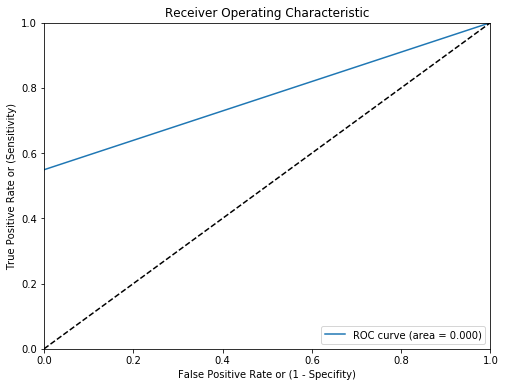 Receiver Operating Characteristic
1.0
0.8
0.6
0.4
0.2
0.0
True Positive Rate or (Sensitivity)
ROC curve (area = 0.000)
0.0 0.2 0.4 0.6 0.8 1.0
False Positive Rate or (1 - Specifity)